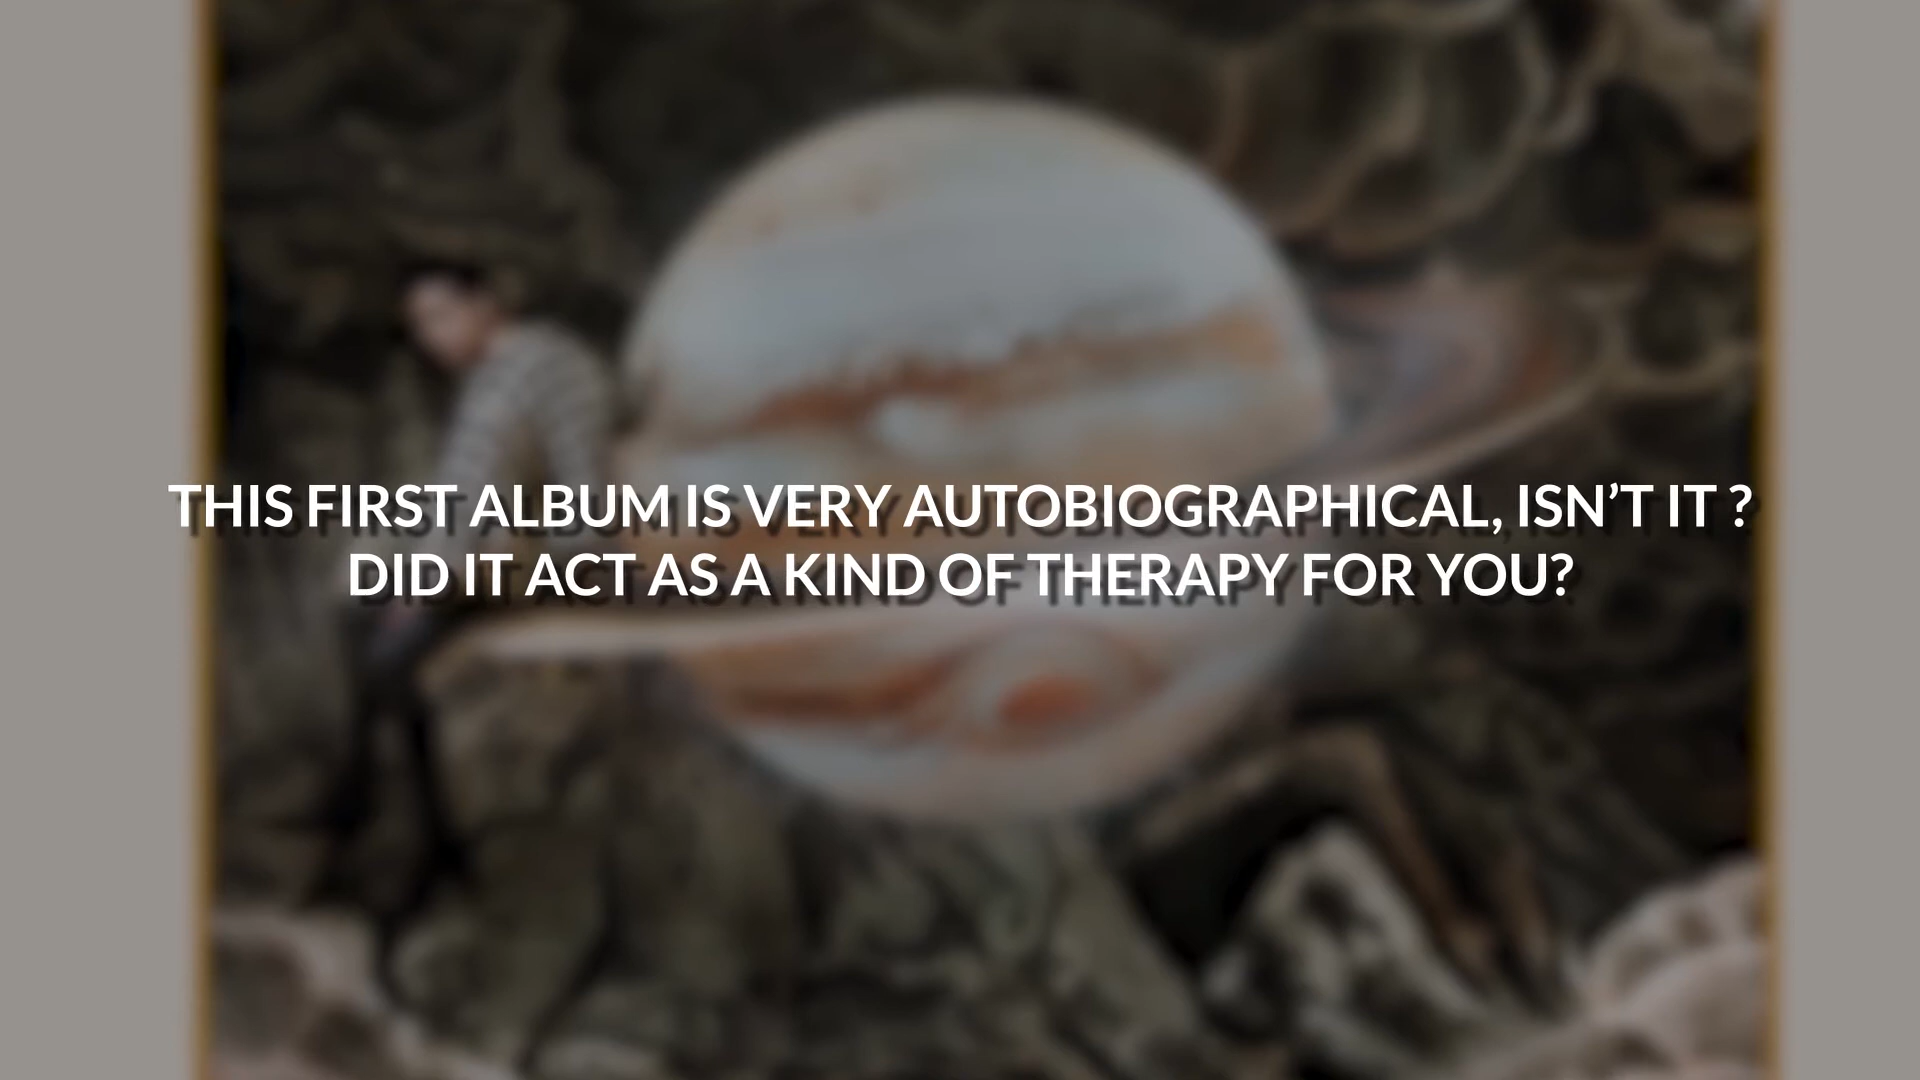 THIS FIRST ALBUM IS VERY AUTOBIOGRAPHICAL, ISN’T IT ?
DID IT ACT AS A KIND OF THERAPY FOR YOU?